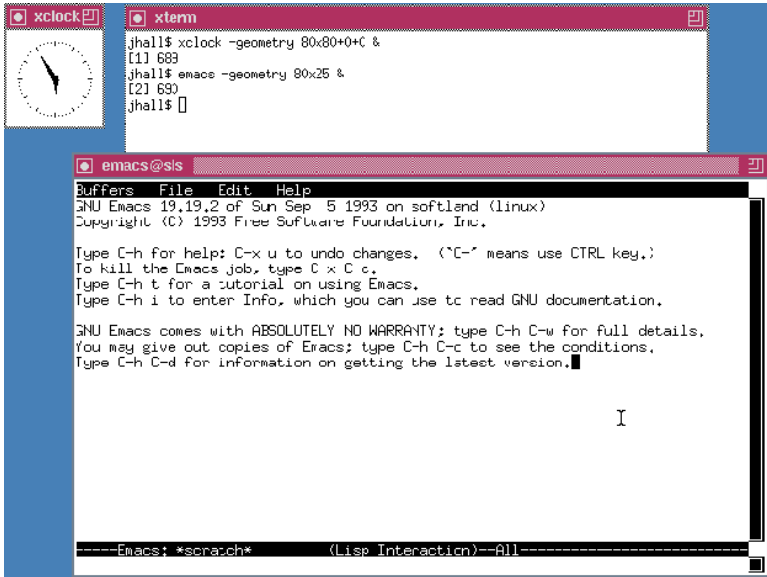 xclock
xterm
jhall$ xclock -geometry 80x80+0+0 &
[1] 689
jhall$ emacs -geometry 80x25 &
[2] 690
jhall$
emacs@sls
Buffers File Edit Help
GNU Emacs 19.19.2 of Sun Sep 5 1993 on softland (linux)
Copyright (C) 1993 Free Software Foundation, Inc.
Type C-h for help; C-x u to undo changes. (`C-' means use CTRL key.)
To kill the Emacs job, type C-x C-c.
Type C-h t for a tutorial on using Emacs.
Type C-h i to enter Info, which you can use to read GNU documentation.
GNU Emacs comes with ABSOLUTELY NO WARRANTY; type C-h C-w for full details.
You may give out copies of Emacs; type C-h C-c to see the conditions.
Type C-h C-d for information on getting the latest version.
-----Emacs: *scratch* (Lisp Interaction)--All-----------------------------